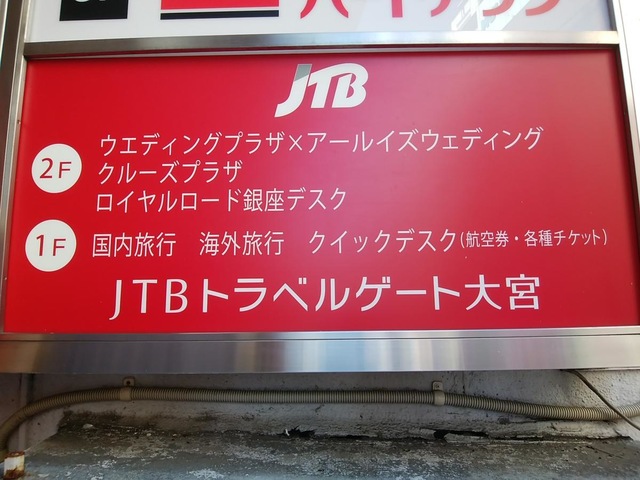 JTB
2F
ウエディングプラザ×アールイズウェディング
クルーズプラザ
ロイヤルロード銀座デスク
1F
国内旅行 海外旅行 クイックデスク(航空券・各種チケット)
JTBトラベルゲート大宮